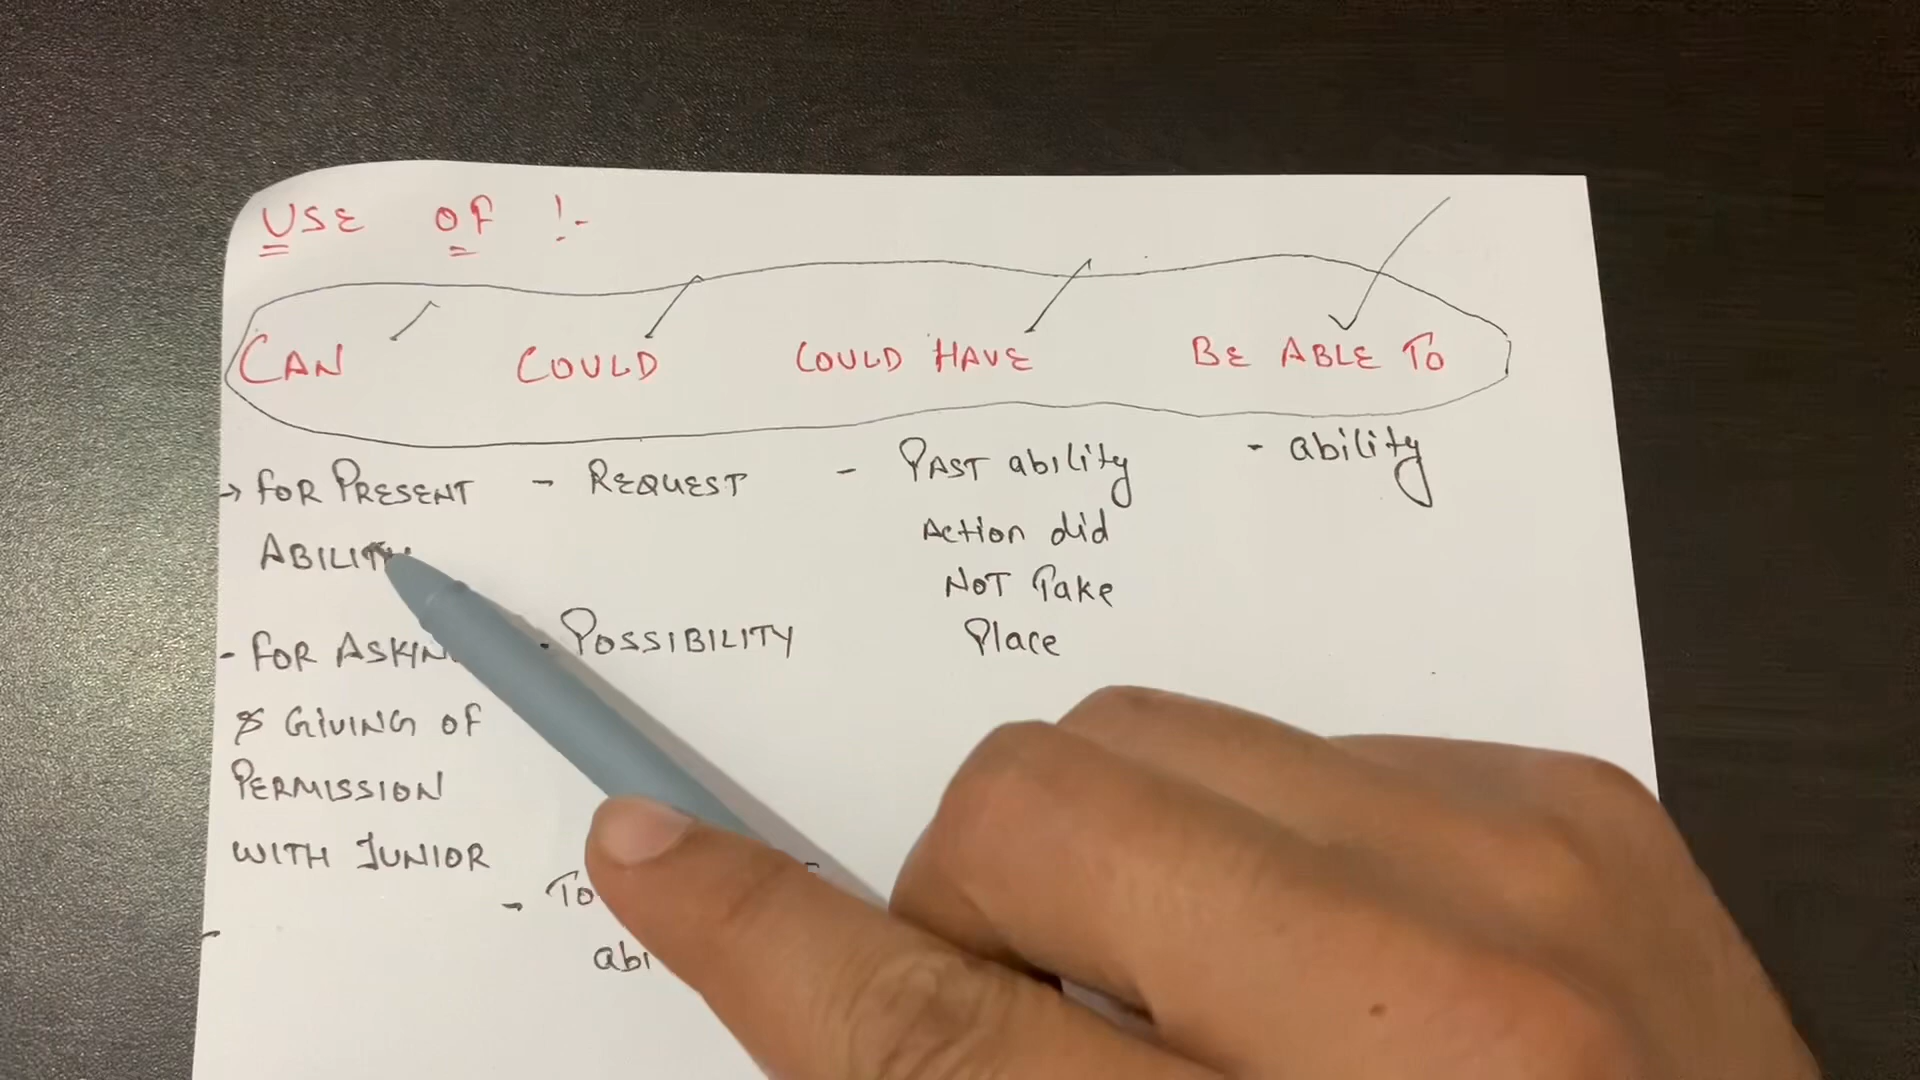 USE OF :-
CAN COULD COULD HAVE BE ABLE TO
→ FOR PRESENT
ABILITY
- FOR ASKIN
& GIVING OF
PERMISSION
WITH JUNIOR
-
- REQUEST
- POSSIBILITY
- To
abi
- PAST ability
Action did
NOT Take
Place
- ability